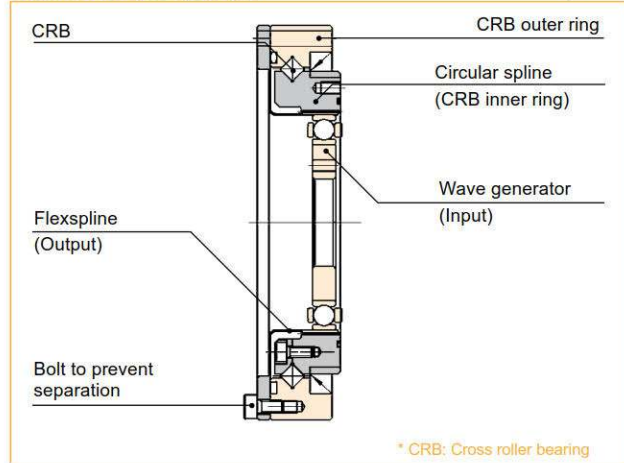 CRB
CRB outer ring
Circular spline
(CRB inner ring)
Wave generator
(Input)
Flexspline
(Output)
Bolt to prevent
separation
* CRB: Cross roller bearing